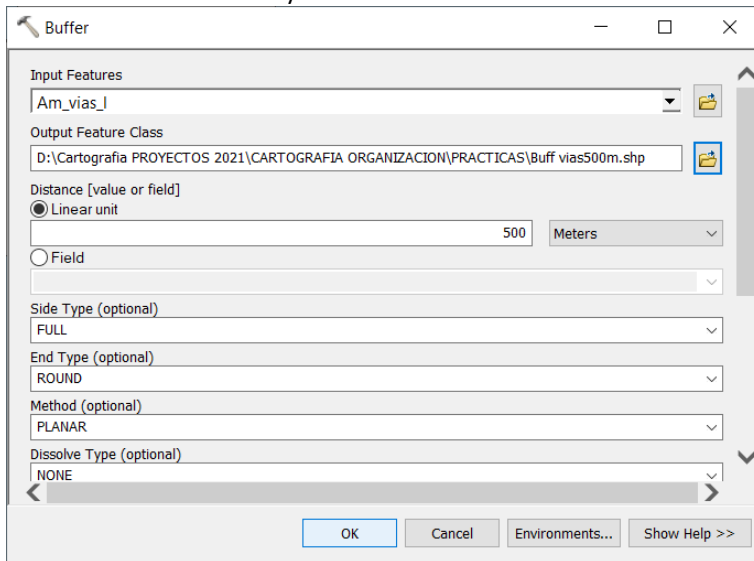 Buffer
Input Features
Am_vias_l
Output Feature Class
D:\Cartografia PROYECTOS 2021\CARTOGRAFIA ORGANIZACION\PRACTICAS\Buff vias500m.shp
Distance [value or field]
Linear unit
500 Meters
Field
Side Type (optional)
FULL
End Type (optional)
ROUND
Method (optional)
PLANAR
Dissolve Type (optional)
NONE
OK Cancel Environments... Show Help >>